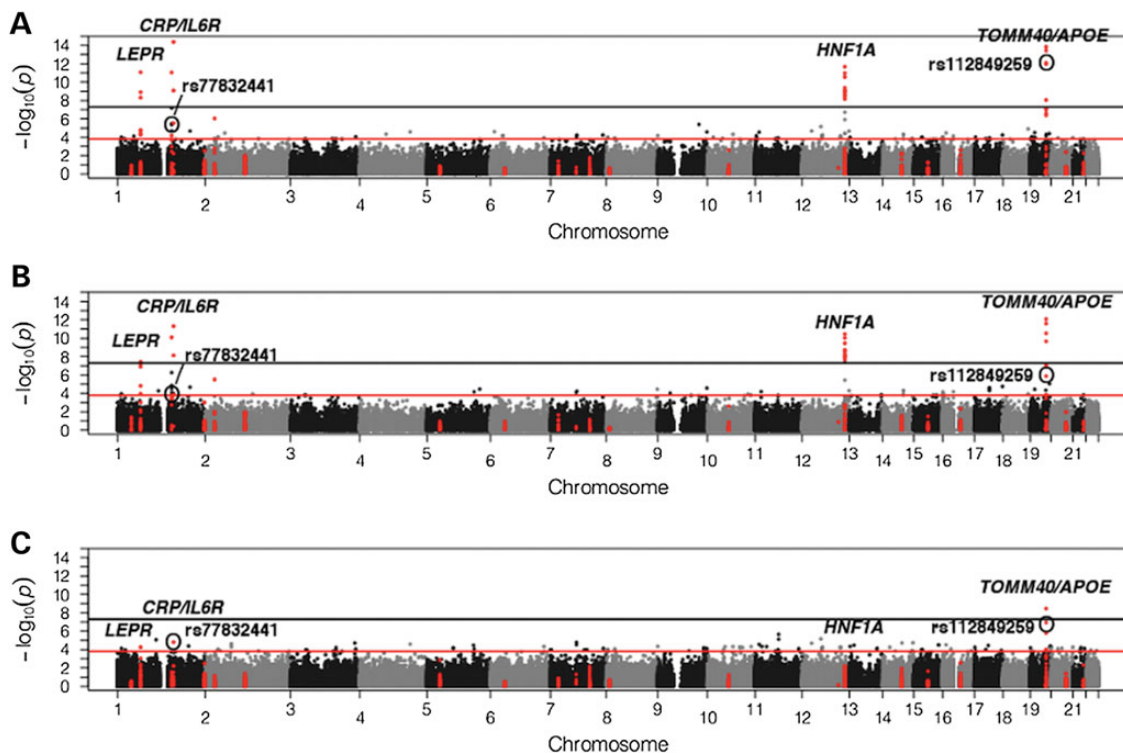 A
CRP/IL6R
TOMM40/APOE
LEPR
HNF1A
rs112849259
rs77832441
-log10(p)
14
12
10
8
6
4
2
0
1 2 3 4 5 6 7 8 9 10 11 12 13 14 15 16 17 18 19 21
Chromosome
B
CRP/IL6R
TOMM40/APOE
LEPR
HNF1A
rs77832441
rs112849259
-log10(p)
14
12
10
8
6
4
2
0
1 2 3 4 5 6 7 8 9 10 11 12 13 14 15 16 17 18 19 21
Chromosome
C
TOMM40/APOE
CRP/IL6R
LEPR
rs77832441
HNF1A
rs112849259
-log10(p)
14
12
10
8
6
4
2
0
1 2 3 4 5 6 7 8 9 10 11 12 13 14 15 16 17 18 19 21
Chromosome